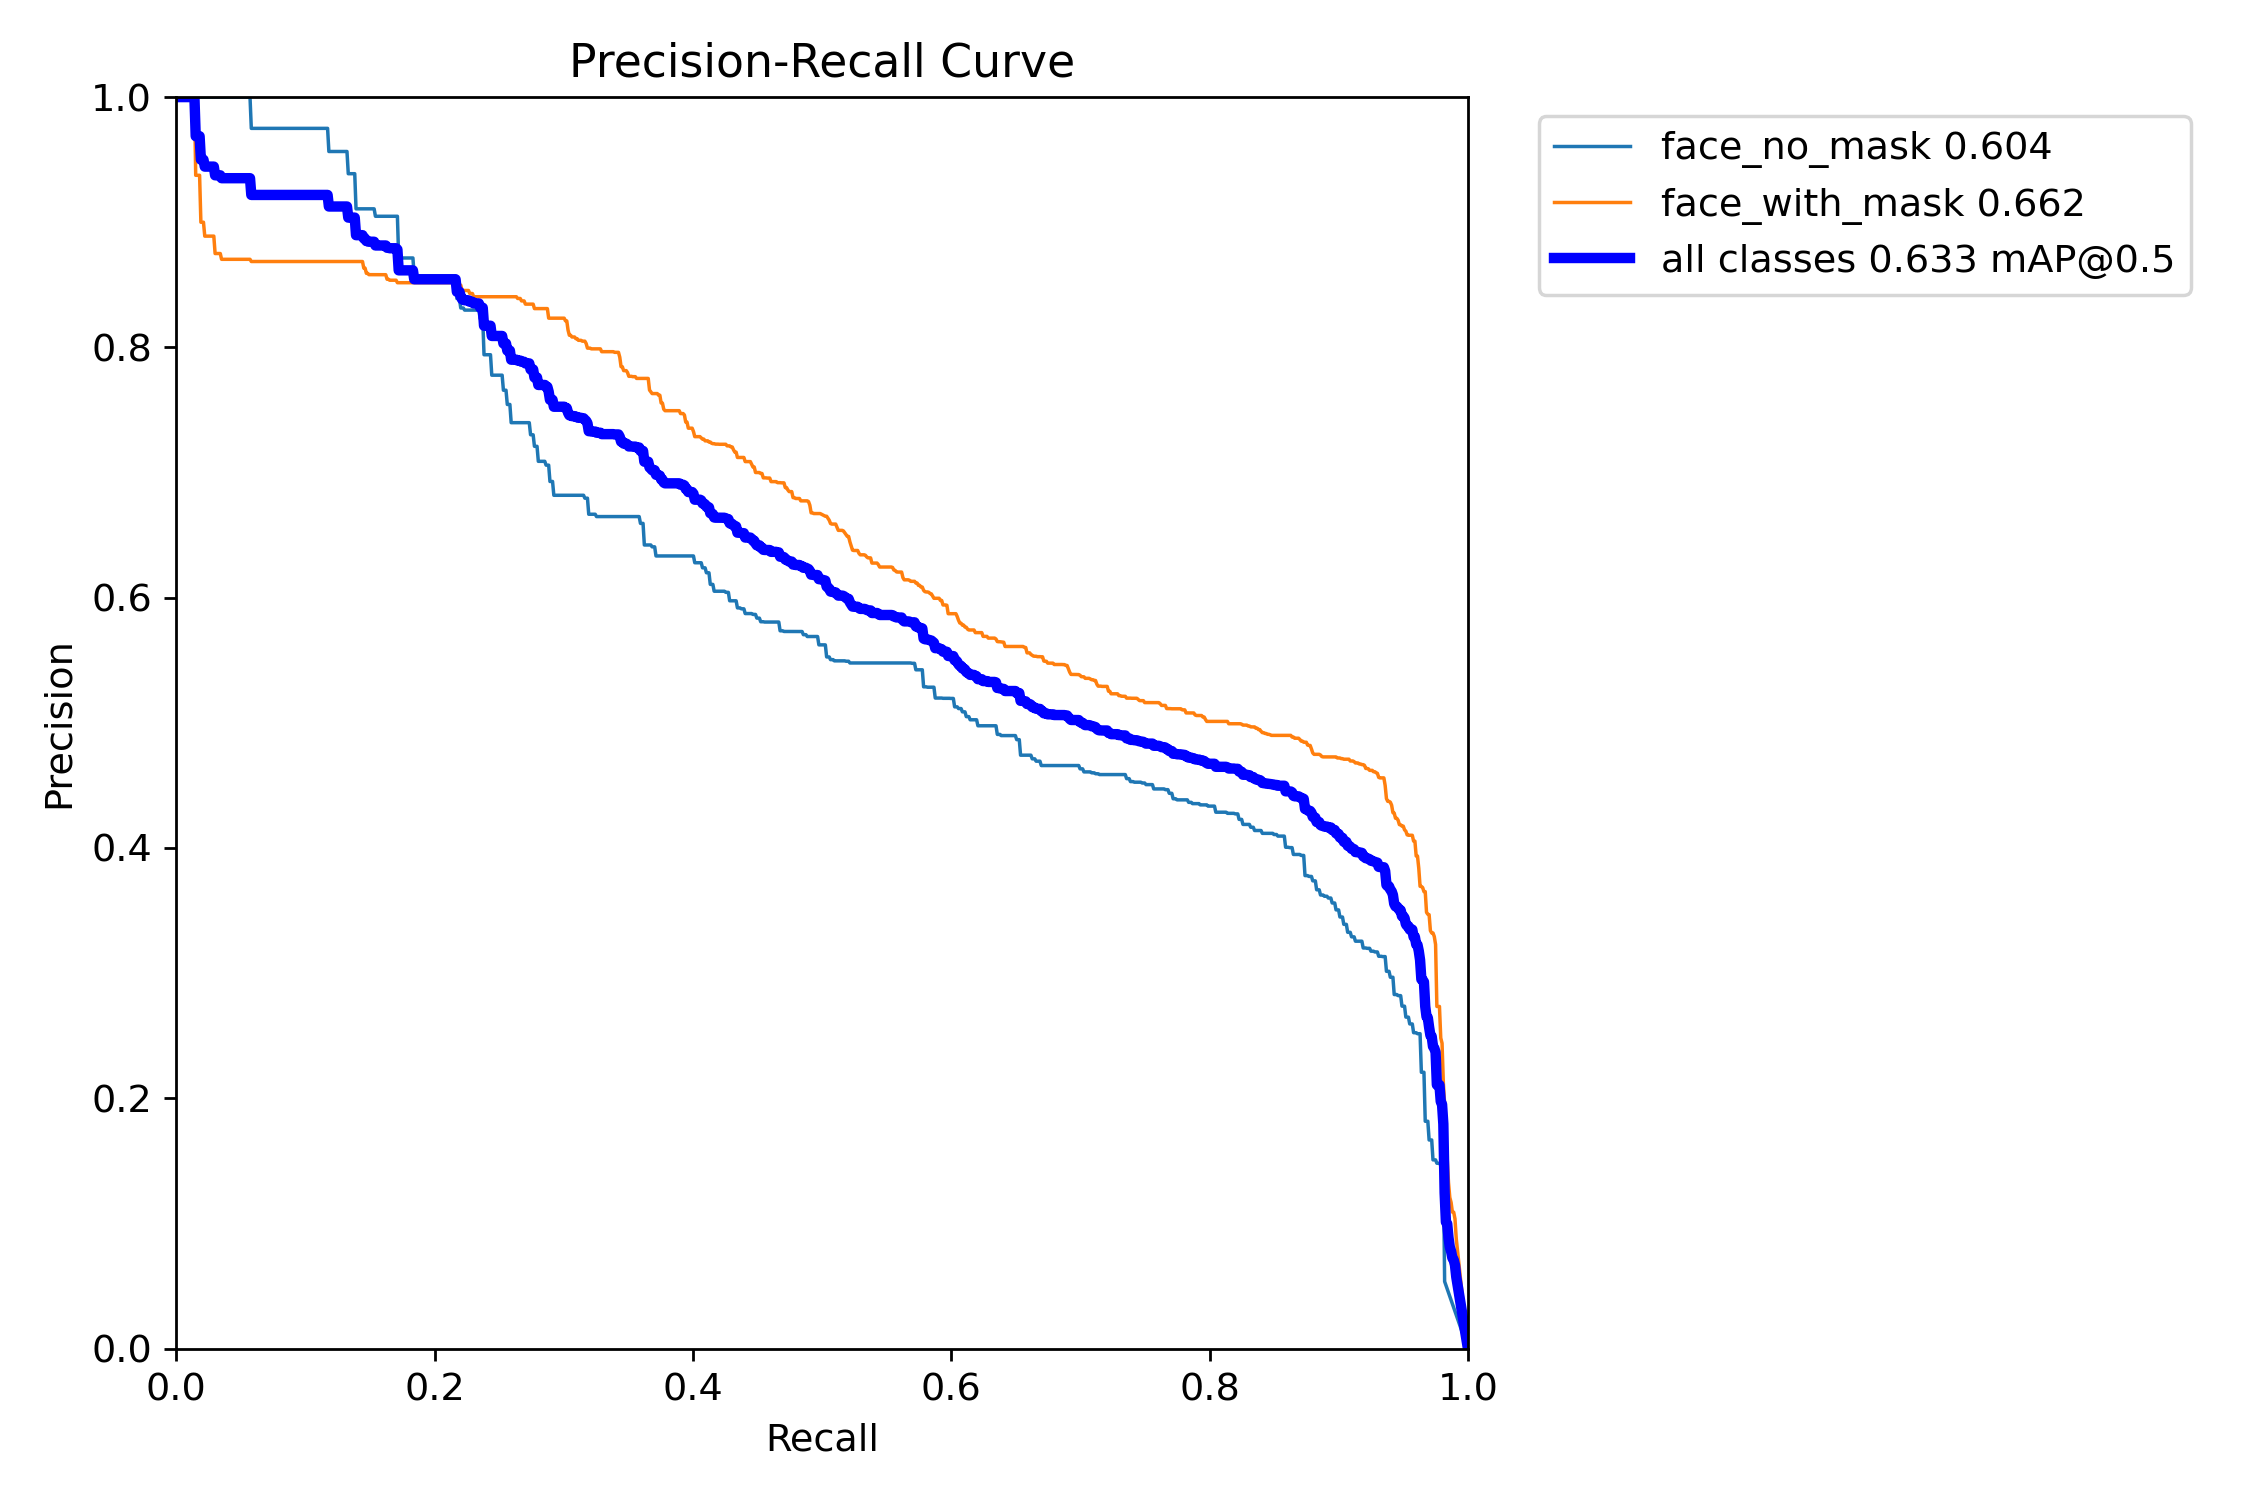 Precision-Recall Curve
1.0
0.8
0.6
0.4
0.2
0.0
Precision
0.0 0.2 0.4 0.6 0.8 1.0
Recall
face_no_mask 0.604
face_with_mask 0.662
all classes 0.633 mAP@0.5